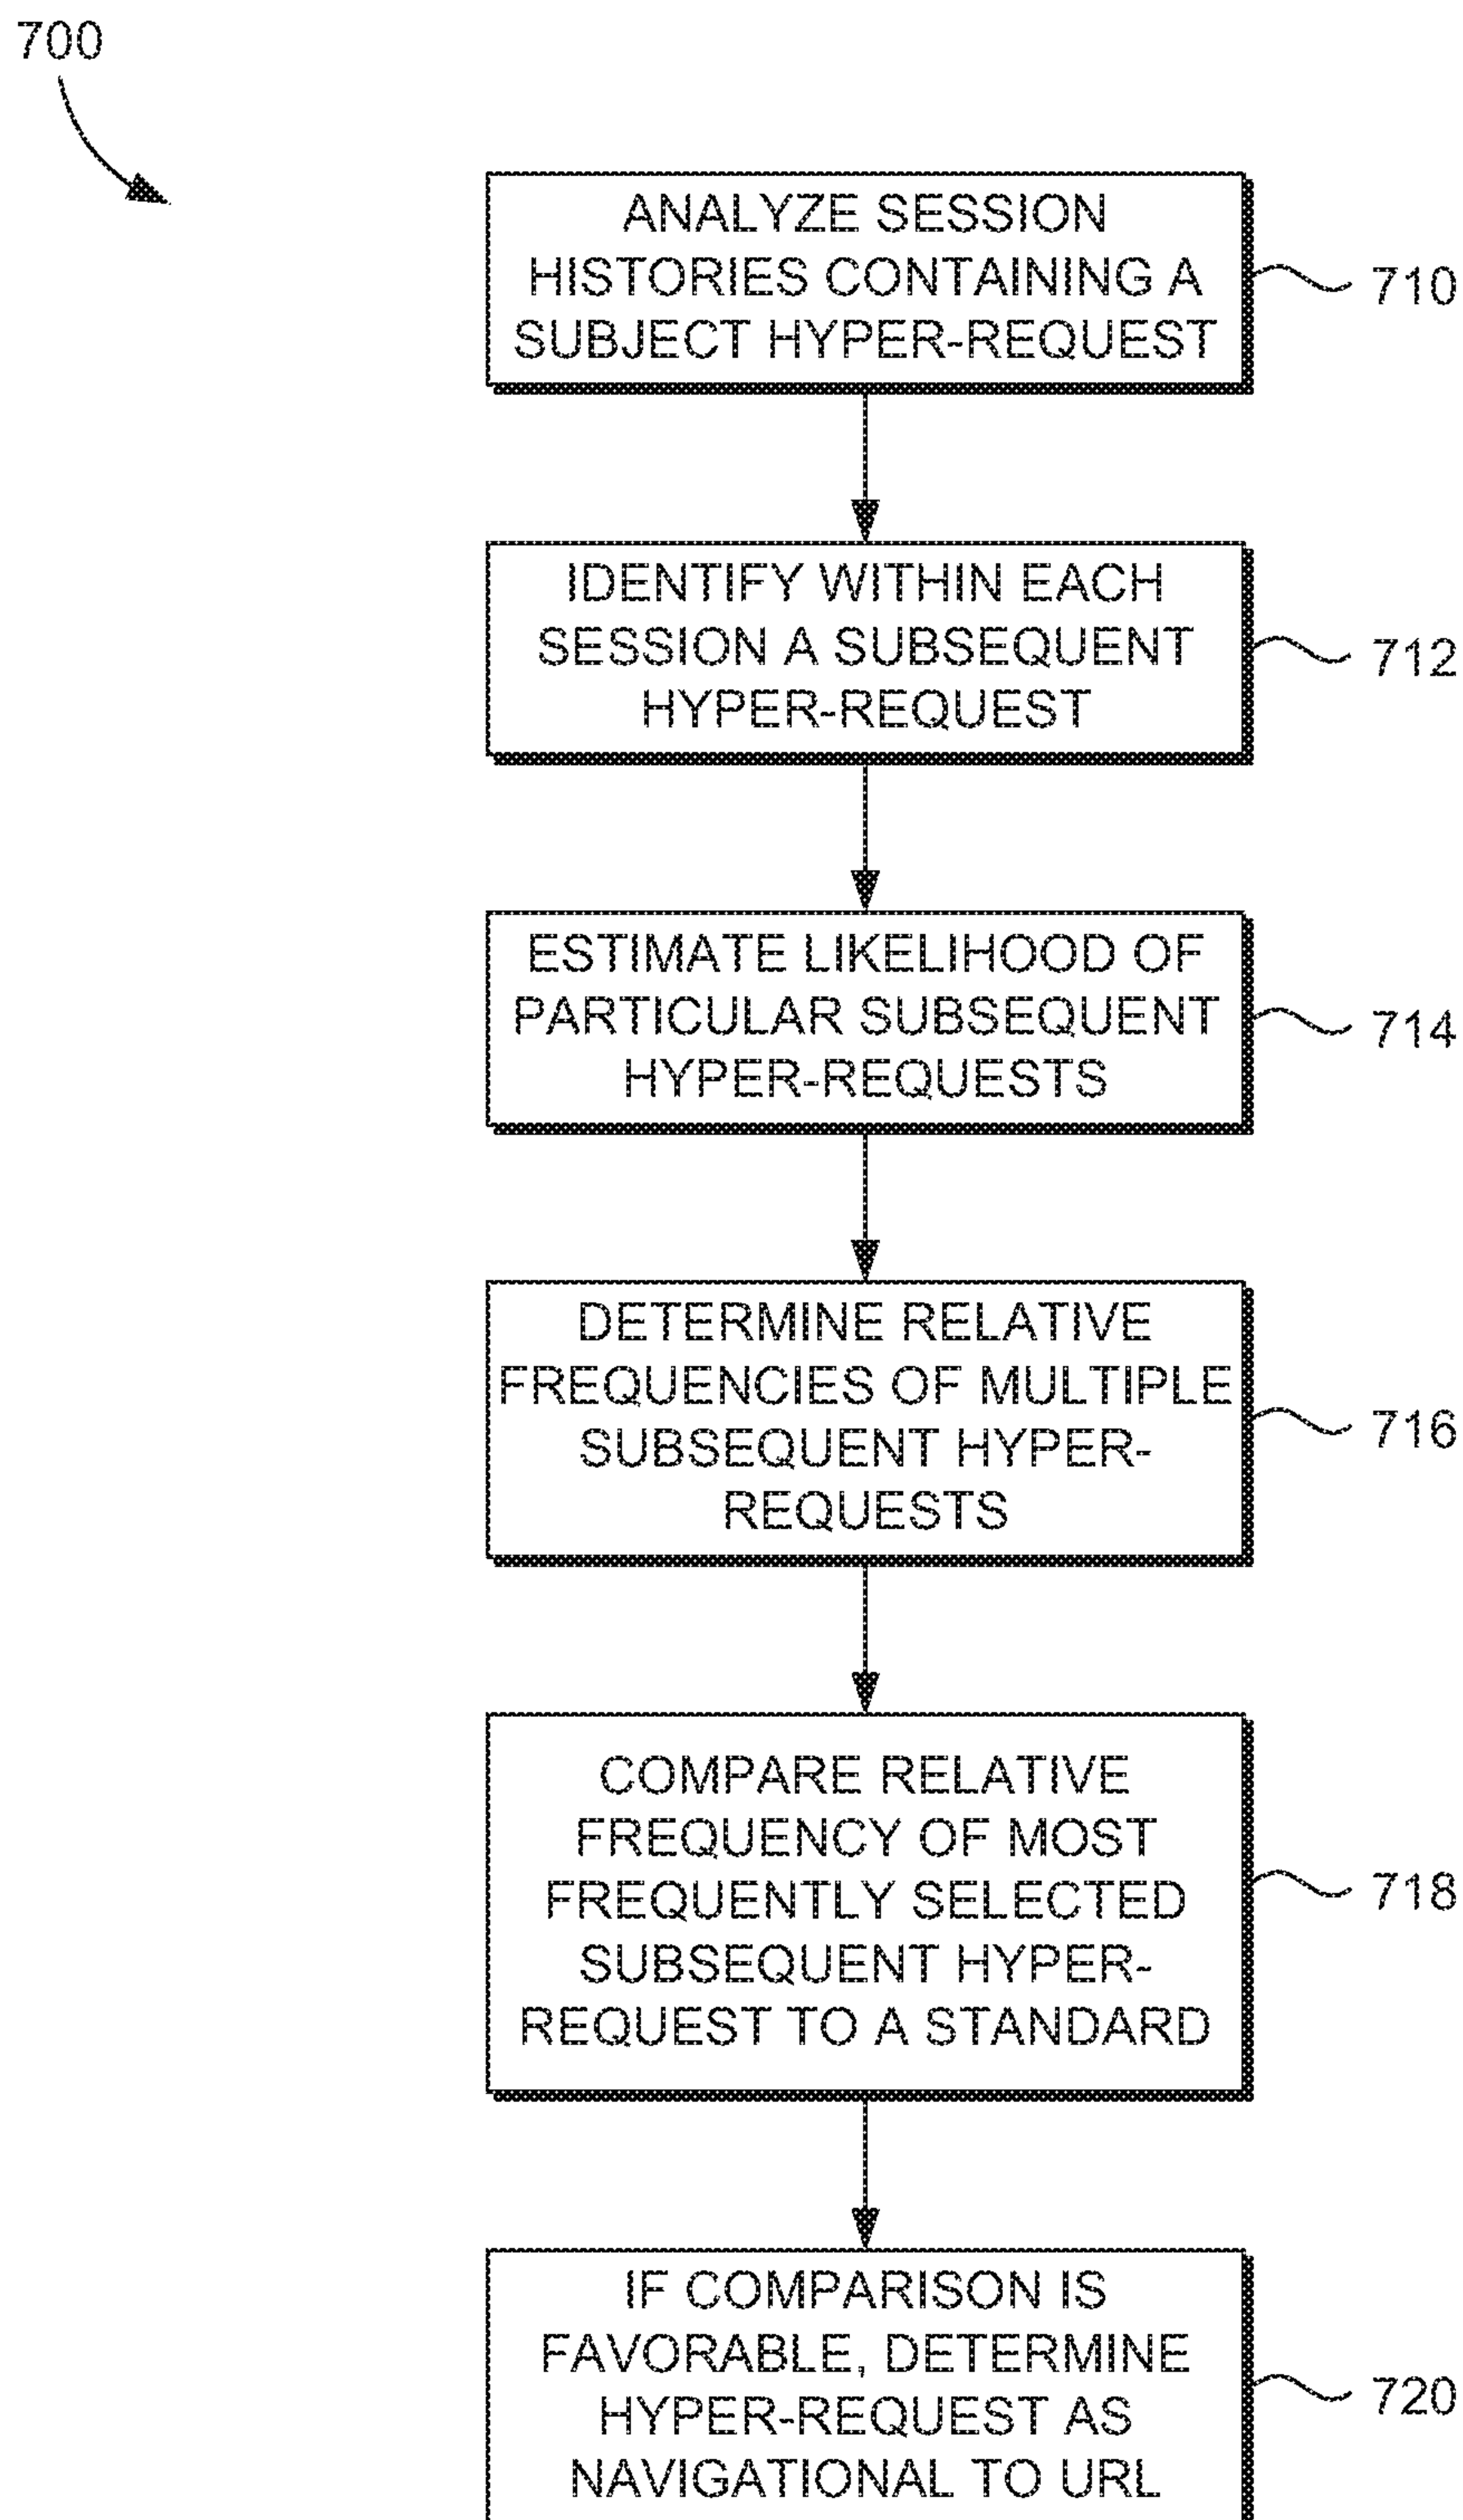 700
ANALYZE SESSION
HISTORIES CONTAINING A
SUBJECT HYPER-REQUEST
710
IDENTIFY WITHIN EACH
SESSION A SUBSEQUENT
HYPER-REQUEST
712
ESTIMATE LIKELIHOOD OF
PARTICULAR SUBSEQUENT
HYPER-REQUESTS
714
DETERMINE RELATIVE
FREQUENCIES OF MULTIPLE
SUBSEQUENT HYPER-
REQUESTS
716
COMPARE RELATIVE
FREQUENCY OF MOST
FREQUENTLY SELECTED
SUBSEQUENT HYPER-
REQUEST TO A STANDARD
718
IF COMPARISON IS
FAVORABLE, DETERMINE
HYPER-REQUEST AS
NAVIGATIONAL TO URL
720